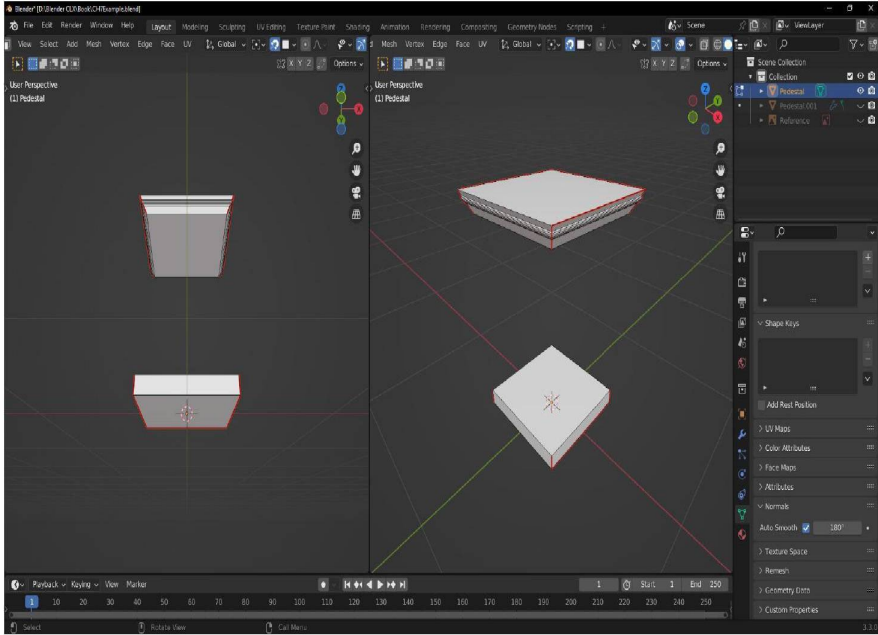 Blender* [D:\Blender CLX\Book\CH7Example.blend]
File Edit Render Window Help Layout Modeling Sculpting UV Editing Texture Paint Shading Animation Rendering Compositing Geometry Nodes Scripting + Scene ViewLayer
View Select Add Mesh Vertex Edge Face UV Global
Mesh Vertex Edge Face UV Global
X Y Z Options
X Y Z Options
User Perspective
(1) Pedestal
User Perspective
(1) Pedestal
Scene Collection
Collection
Pedestal
Pedestal.001
Reference
Shape Keys
Add Rest Position
UV Maps
Color Attributes
Face Maps
Attributes
Normals
Auto Smooth 180°
Texture Space
Remesh
Geometry Data
Custom Properties
Playback Keying View Marker 1 Start 1 End 250
1 10 20 30 40 50 60 70 80 90 100 110 120 130 140 150 160 170 180 190 200 210 220 230 240 250
Select Rotate View Call Menu 3.3.0